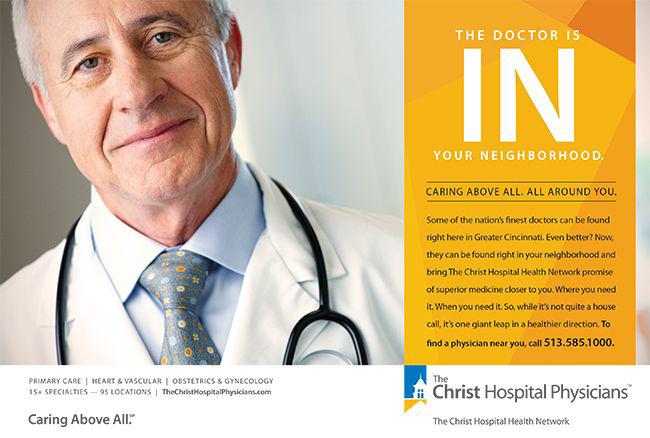 THE DOCTOR IS
IN
YOUR NEIGHBORHOOD.
CARING ABOVE ALL. ALL AROUND YOU.
Some of the nation's finest doctors can be found
right here in Greater Cincinnati. Even better? Now,
they can be found right in your neighborhood and
bring The Christ Hospital Health Network promise
of superior medicine closer to you. Where you need
it. When you need it. So, while it's not quite a house
call, it's one giant leap in a healthier direction. To
find a physician near you, call 513.585.1000.
PRIMARY CARE | HEART & VASCULAR | OBSTETRICS & GYNECOLOGY
15+ SPECIALTIES — 95 LOCATIONS | TheChristHospitalPhysicians.com
Caring Above All.℠
The
Christ Hospital Physicians™
The Christ Hospital Health Network